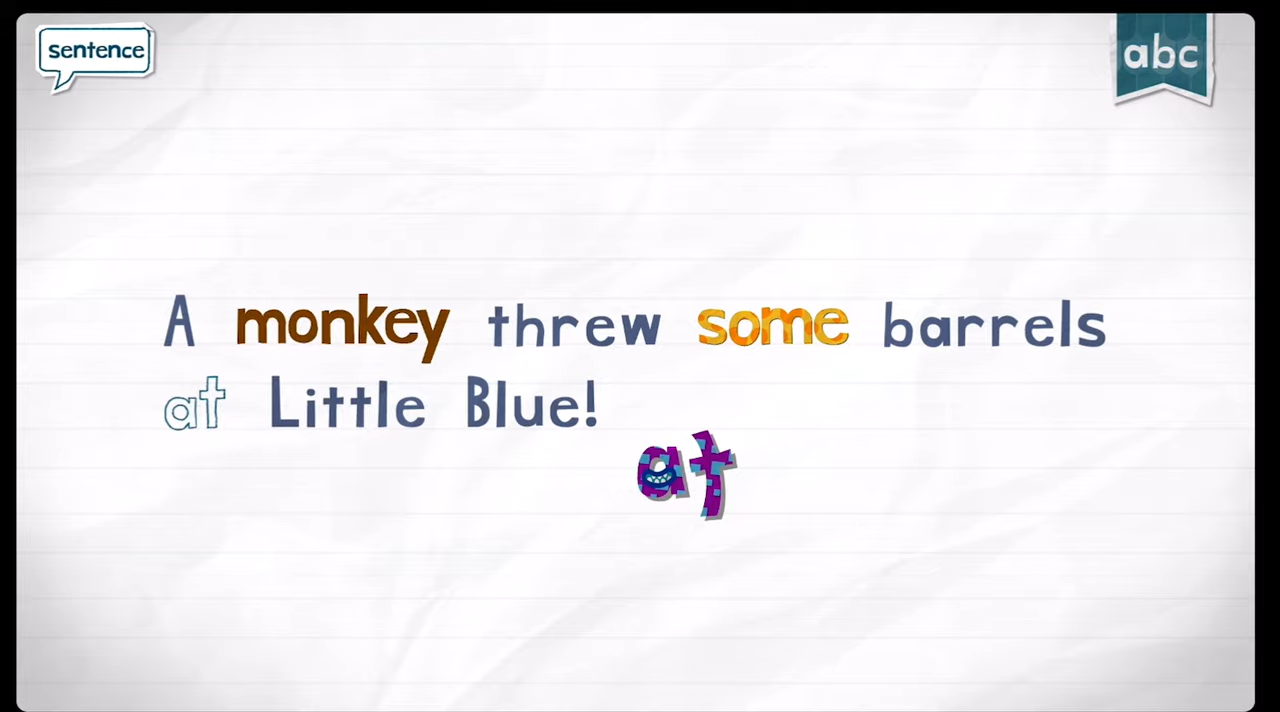 sentence
abc
A monkey threw some barrels
at Little Blue!
at